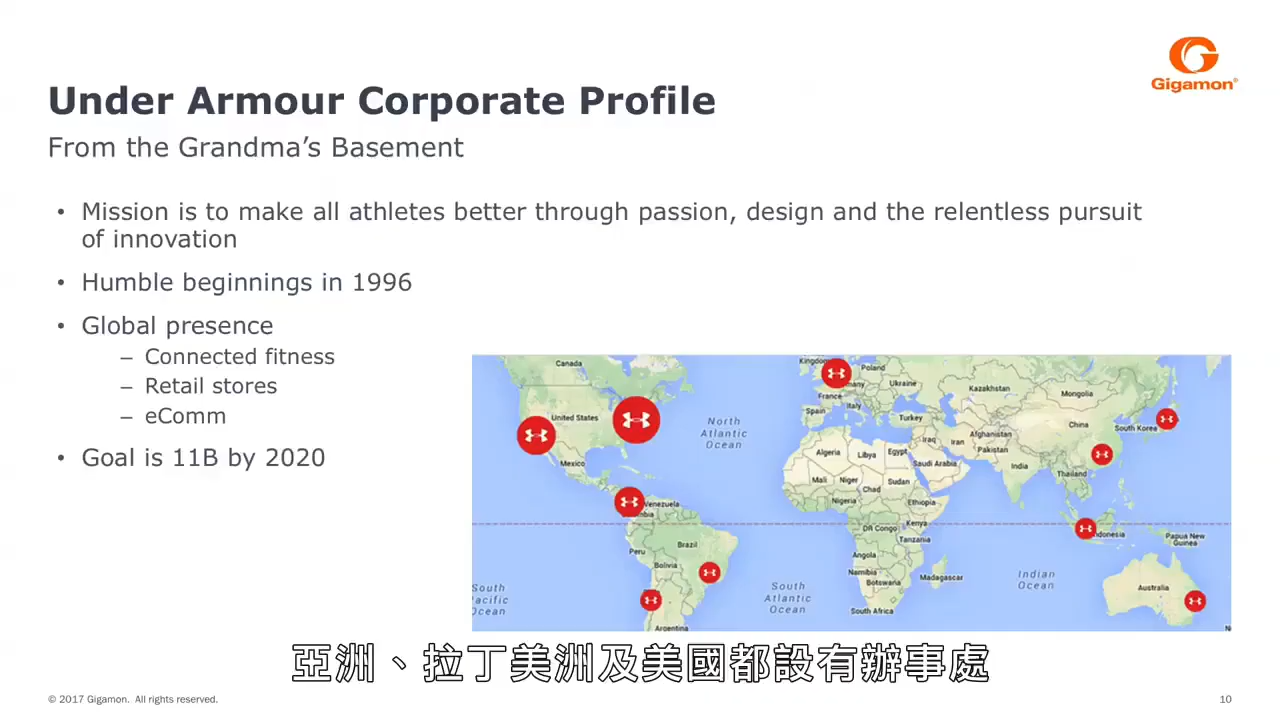 Gigamon®
Under Armour Corporate Profile
From the Grandma’s Basement
• Mission is to make all athletes better through passion, design and the relentless pursuit
of innovation
• Humble beginnings in 1996
• Global presence
– Connected fitness
– Retail stores
– eComm
• Goal is 11B by 2020
Canada
United States
Mexico
North
Atlantic
Ocean
Kingdom
Poland
Ukraine
France
Spain
Italy
Turkey
Kazakhstan
Mongolia
China
South Korea
Afghanistan
Pakistan
Iraq
Iran
Algeria
Libya
Egypt
Saudi Arabia
India
Thailand
Mali
Niger
Chad
Sudan
Nigeria
Ethiopia
Venezuela
DR Congo
Kenya
Tanzania
Papua New
Guinea
Brazil
Peru
Bolivia
Angola
Namibia
Botswana
Madagascar
Indian
Ocean
Australia
South
Atlantic
Ocean
South Africa
South
Ocean
Argentina
亞洲、拉丁美洲及美國都設有辦事處
© 2017 Gigamon. All rights reserved.
10